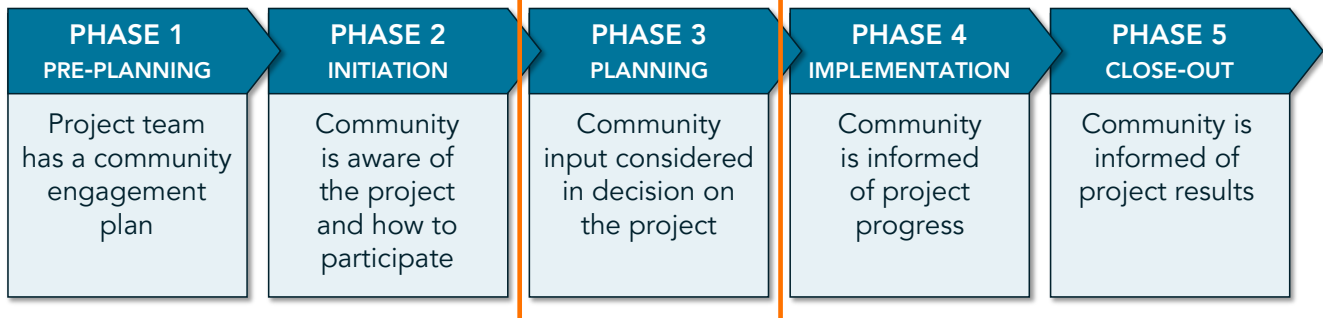 PHASE 1
PRE-PLANNING
Project team
has a community
engagement
plan
PHASE 2
INITIATION
Community
is aware of
the project
and how to
participate
PHASE 3
PLANNING
Community
input considered
in decision on
the project
PHASE 4
IMPLEMENTATION
Community
is informed
of project
progress
PHASE 5
CLOSE-OUT
Community is
informed of
project results